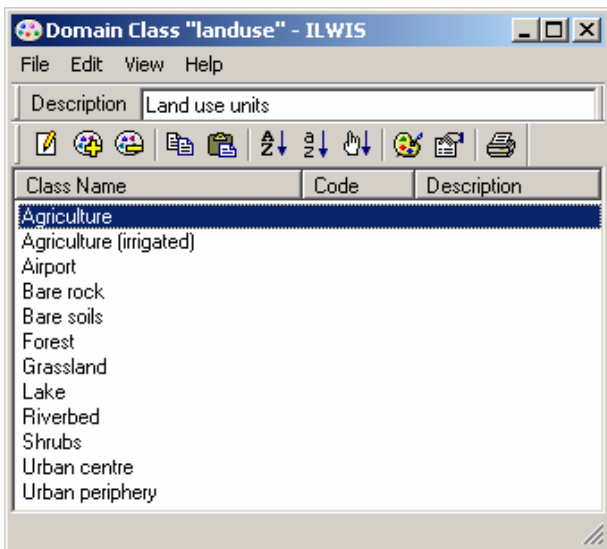 Domain Class "landuse" - ILWIS
File Edit View Help
Description Land use units
Class Name Code Description
Agriculture
Agriculture (irrigated)
Airport
Bare rock
Bare soils
Forest
Grassland
Lake
Riverbed
Shrubs
Urban centre
Urban periphery